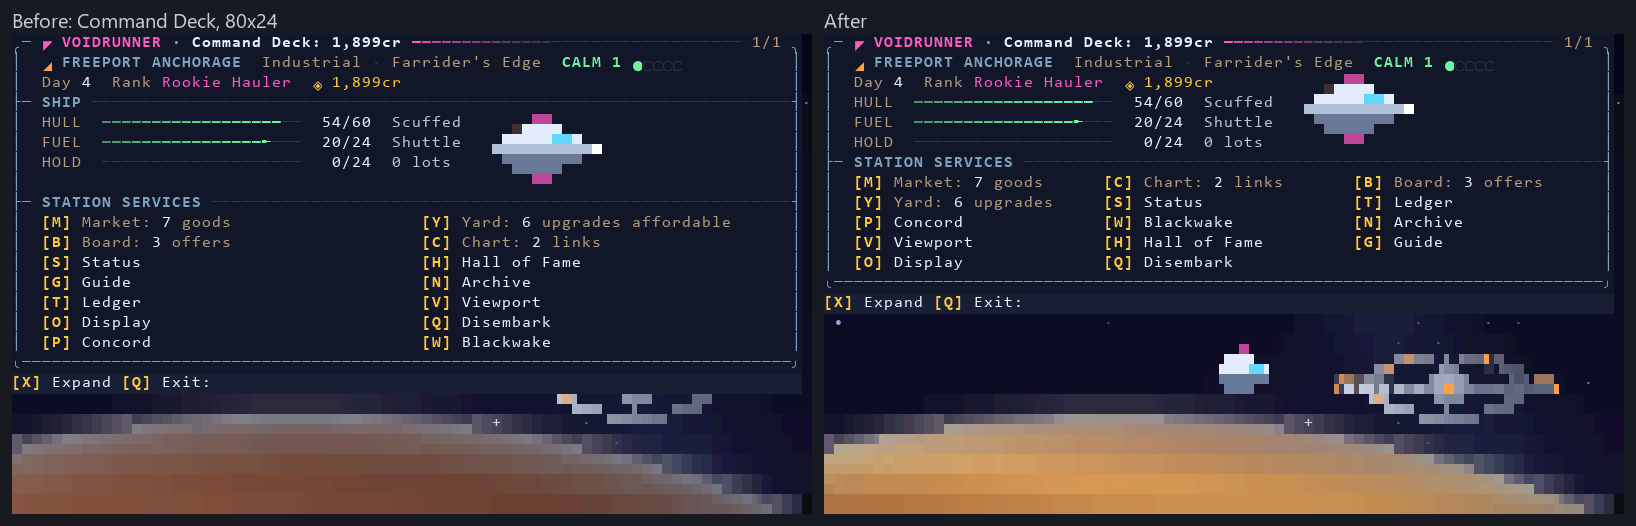 Before: Command Deck, 80x24
VOIDRUNNER · Command Deck: 1,899cr 1/1
FREEPORT ANCHORAGE Industrial · Farrider's Edge CALM 1
Day 4 Rank Rookie Hauler 1,899cr
SHIP
HULL 54/60 Scuffed
FUEL 20/24 Shuttle
HOLD 0/24 0 lots
STATION SERVICES
[M] Market: 7 goods [Y] Yard: 6 upgrades affordable
[B] Board: 3 offers [C] Chart: 2 links
[S] Status [H] Hall of Fame
[G] Guide [N] Archive
[T] Ledger [V] Viewport
[O] Display [Q] Disembark
[P] Concord [W] Blackwake
[X] Expand [Q] Exit:
After
VOIDRUNNER · Command Deck: 1,899cr 1/1
FREEPORT ANCHORAGE Industrial · Farrider's Edge CALM 1
Day 4 Rank Rookie Hauler 1,899cr
HULL 54/60 Scuffed
FUEL 20/24 Shuttle
HOLD 0/24 0 lots
STATION SERVICES
[M] Market: 7 goods [C] Chart: 2 links [B] Board: 3 offers
[Y] Yard: 6 upgrades [S] Status [T] Ledger
[P] Concord [W] Blackwake [N] Archive
[V] Viewport [H] Hall of Fame [G] Guide
[O] Display [Q] Disembark
[X] Expand [Q] Exit: